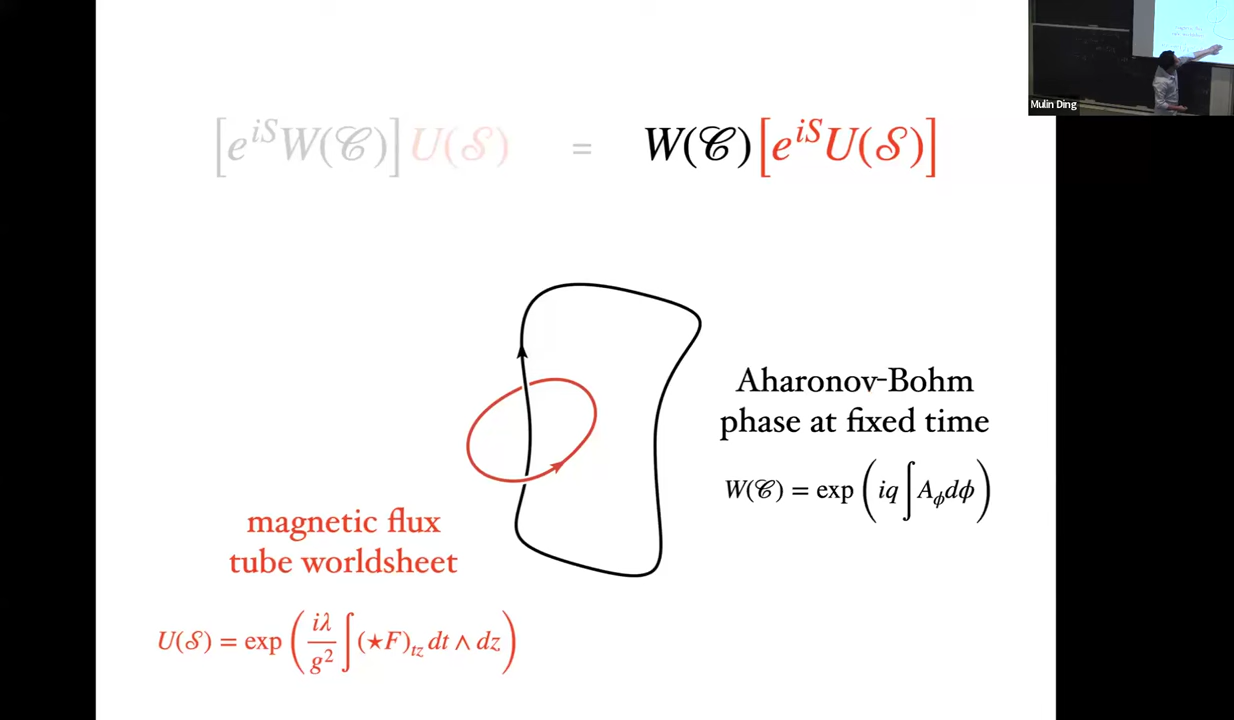 [e^{iS}W(𝒞)] U(𝒮) = W(𝒞)[e^{iS}U(𝒮)]
Aharonov-Bohm
phase at fixed time
W(𝒞) = exp (iq ∫ A_ϕ dϕ)
magnetic flux
tube worldsheet
U(𝒮) = exp (iλ/g² ∫ (⋆F)_{tz} dt ∧ dz)
Mulin Ding